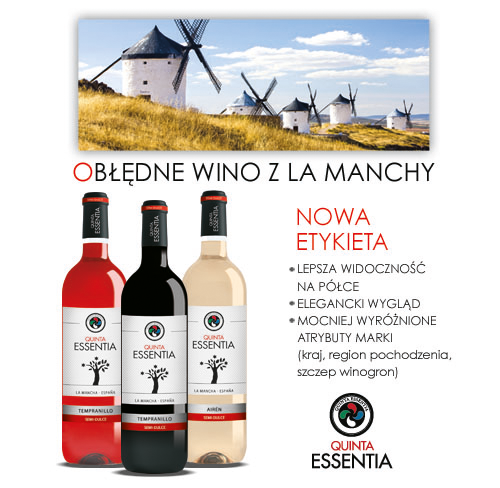 OBŁĘDNE WINO Z LA MANCHY
NOWA
ETYKIETA
• LEPSZA WIDOCZNOŚĆ
NA PÓŁCE
• ELEGANCKI WYGLĄD
• MOCNIEJ WYRÓŻNIONE
ATRYBUTY MARKI
(kraj, region pochodzenia,
szczep winogron)
QUINTA
ESSENTIA
LA MANCHA - ESPAÑA
TEMPRANILLO
SEMI-DULCE
QUINTA
ESSENTIA
LA MANCHA - ESPAÑA
TEMPRANILLO
SEMI-DULCE
QUINTA
ESSENTIA
LA MANCHA - ESPAÑA
AIRÉN
SEMI-DULCE
QUINTA ESSENTIA
QUINTA
ESSENTIA